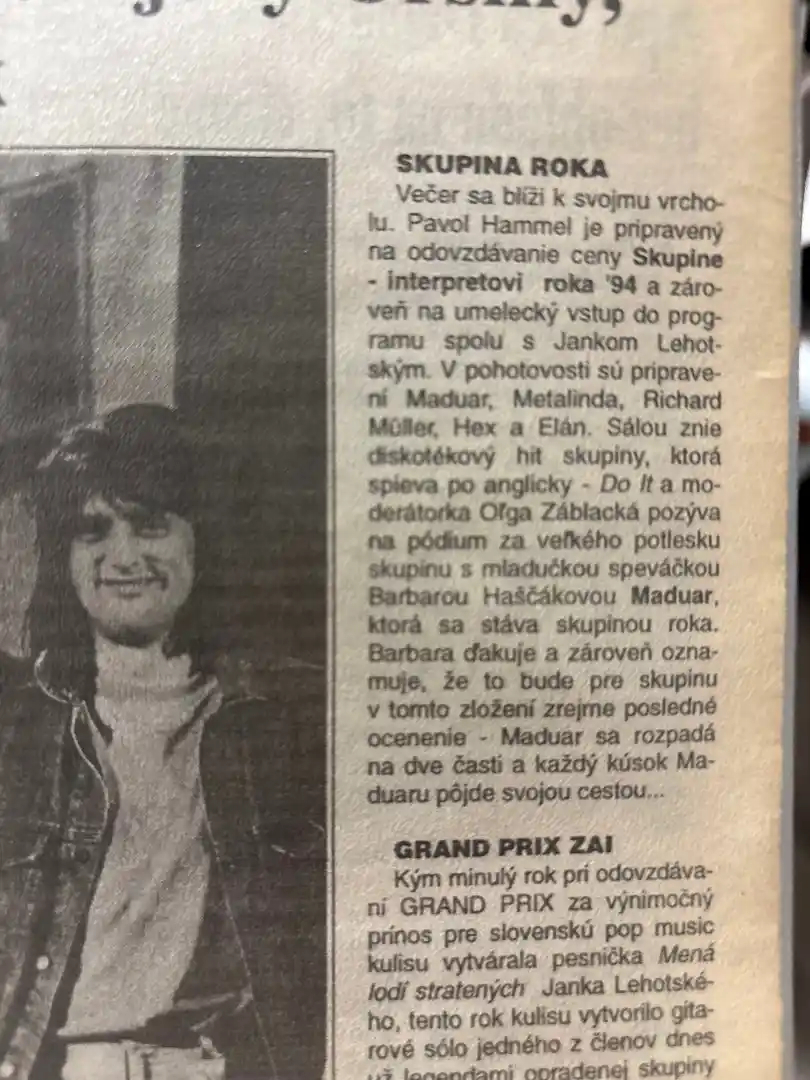 SKUPINA ROKA
Večer sa blíži k svojmu vrcho-
lu. Pavol Hammel je pripravený
na odovzdávanie ceny Skupine
- interpretovi roka '94 a záro-
veň na umelecký vstup do prog-
ramu spolu s Jankom Lehot-
ským. V pohotovosti sú priprave-
ní Maduar, Metalinda, Richard
Müller, Hex a Elán. Sálou znie
diskotékový hit skupiny, ktorá
spieva po anglicky - Do It a mo-
derátorka Oľga Záblacká pozýva
na pódium za veľkého potlesku
skupinu s mladučkou speváčkou
Barbarou Haščákovou Maduar,
ktorá sa stáva skupinou roka.
Barbara ďakuje a zároveň ozna-
muje, že to bude pre skupinu
v tomto zložení zrejme posledné
ocenenie - Maduar sa rozpadá
na dve časti a každý kúsok Ma-
duaru pôjde svojou cestou...
GRAND PRIX ZAI
Kým minulý rok pri odovzdáva-
ní GRAND PRIX za výnimočný
prínos pre slovenskú pop music
kulisu vytvárala pesnička Mená
lodí stratených Janka Lehotské-
ho, tento rok kulisu vytvorilo gita-
rové sólo jedného z členov dnes
už legendami opradenej skupiny